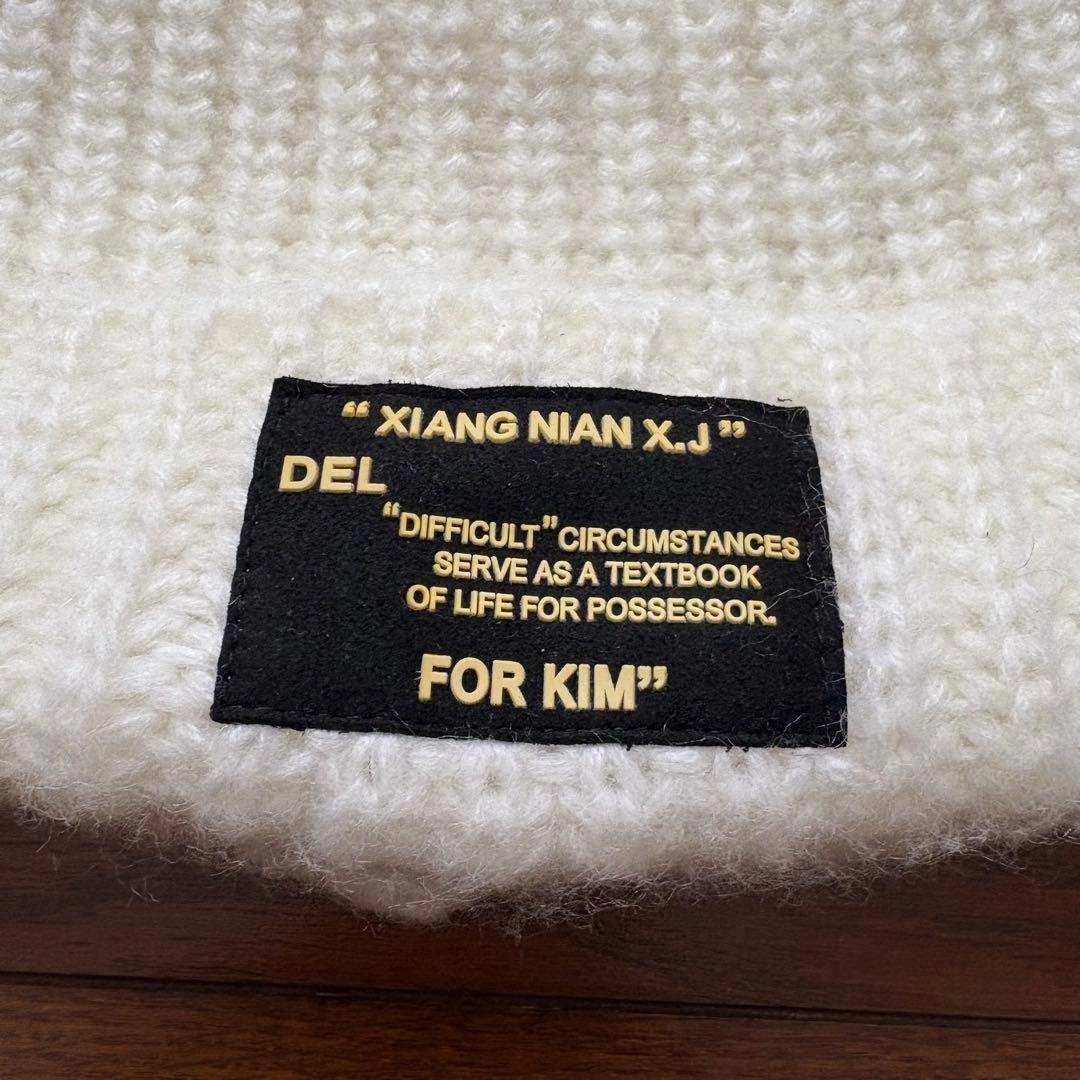 “XIANG NIAN X.J”
DEL
“DIFFICULT” CIRCUMSTANCES
SERVE AS A TEXTBOOK
OF LIFE FOR POSSESSOR.
FOR KIM”